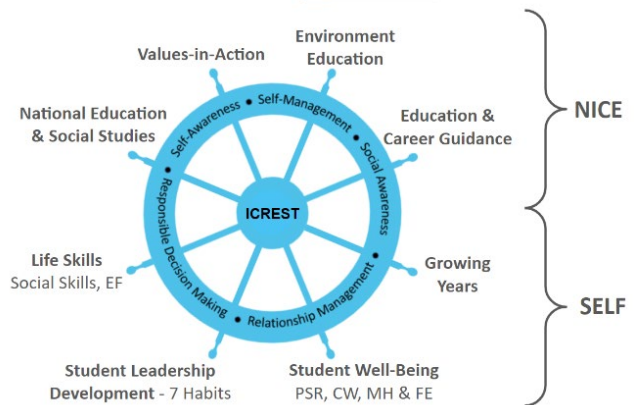 Values-in-Action
Environment
Education
National Education
& Social Studies
Education &
Career Guidance
NICE
Self-Awareness • Self-Management • Social Awareness • Relationship Management • Responsible Decision Making •
ICREST
Life Skills
Social Skills, EF
Growing
Years
SELF
Student Leadership
Development - 7 Habits
Student Well-Being
PSR, CW, MH & FE